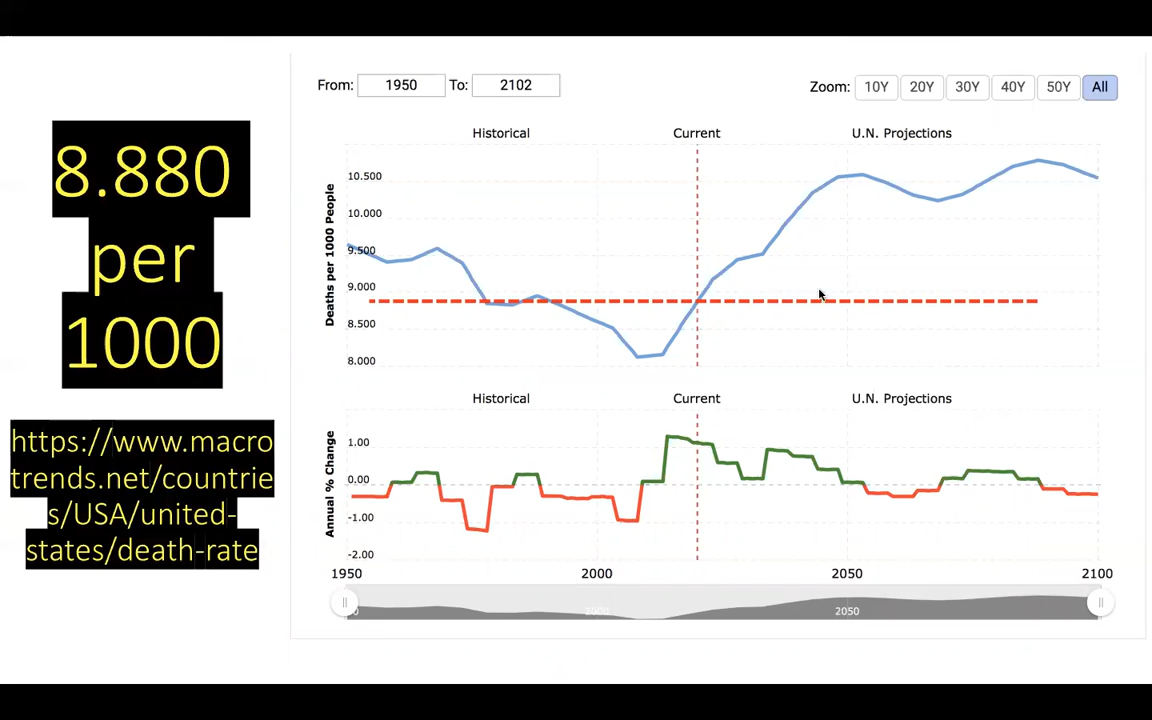 8.880
per
1000
https://www.macro
trends.net/countrie
s/USA/united-
states/death-rate
From: 1950 To: 2102
Zoom: 10Y 20Y 30Y 40Y 50Y All
Historical Current U.N. Projections
Deaths per 1000 People
10.500
10.000
9.500
9.000
8.500
8.000
Historical Current U.N. Projections
Annual % Change
1.00
0.00
-1.00
-2.00
1950 2000 2050 2100
2000 2050